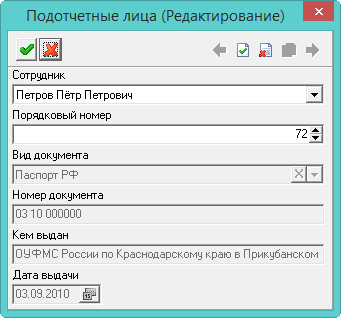 Подотчетные лица (Редактирование)
Сотрудник
Петров Пётр Петрович
Порядковый номер
72
Вид документа
Паспорт РФ
Номер документа
03 10 000000
Кем выдан
ОУФМС России по Краснодарскому краю в Прикубанском
Дата выдачи
03.09.2010